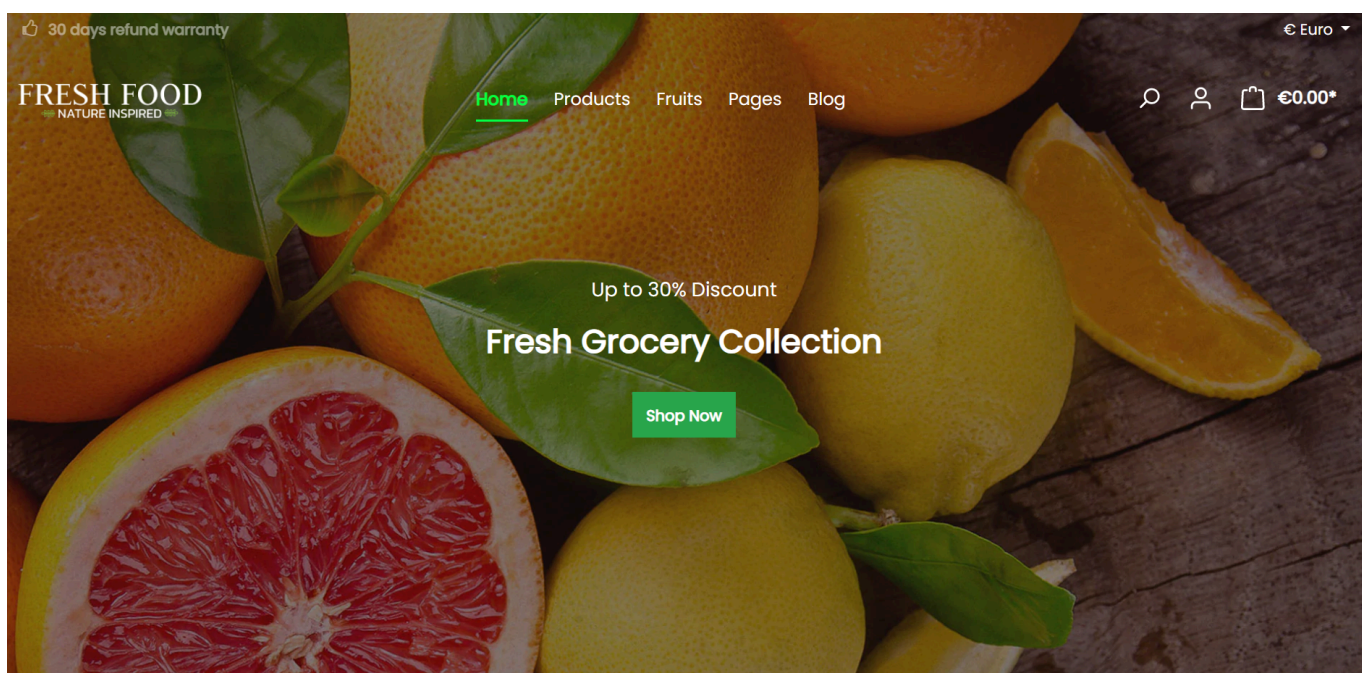 30 days refund warranty
€ Euro
FRESH FOOD
NATURE INSPIRED
Home Products Fruits Pages Blog
€0.00*
Up to 30% Discount
Fresh Grocery Collection
Shop Now